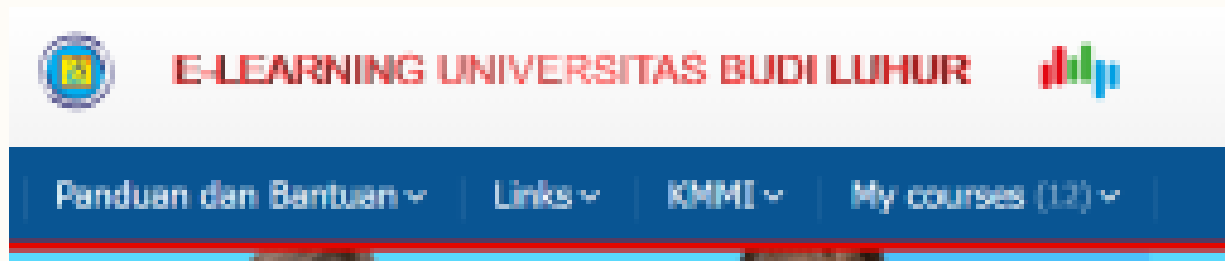 E-LEARNING UNIVERSITAS BUDI LUHUR
Panduan dan Bantuan Links KMMI My courses (12)